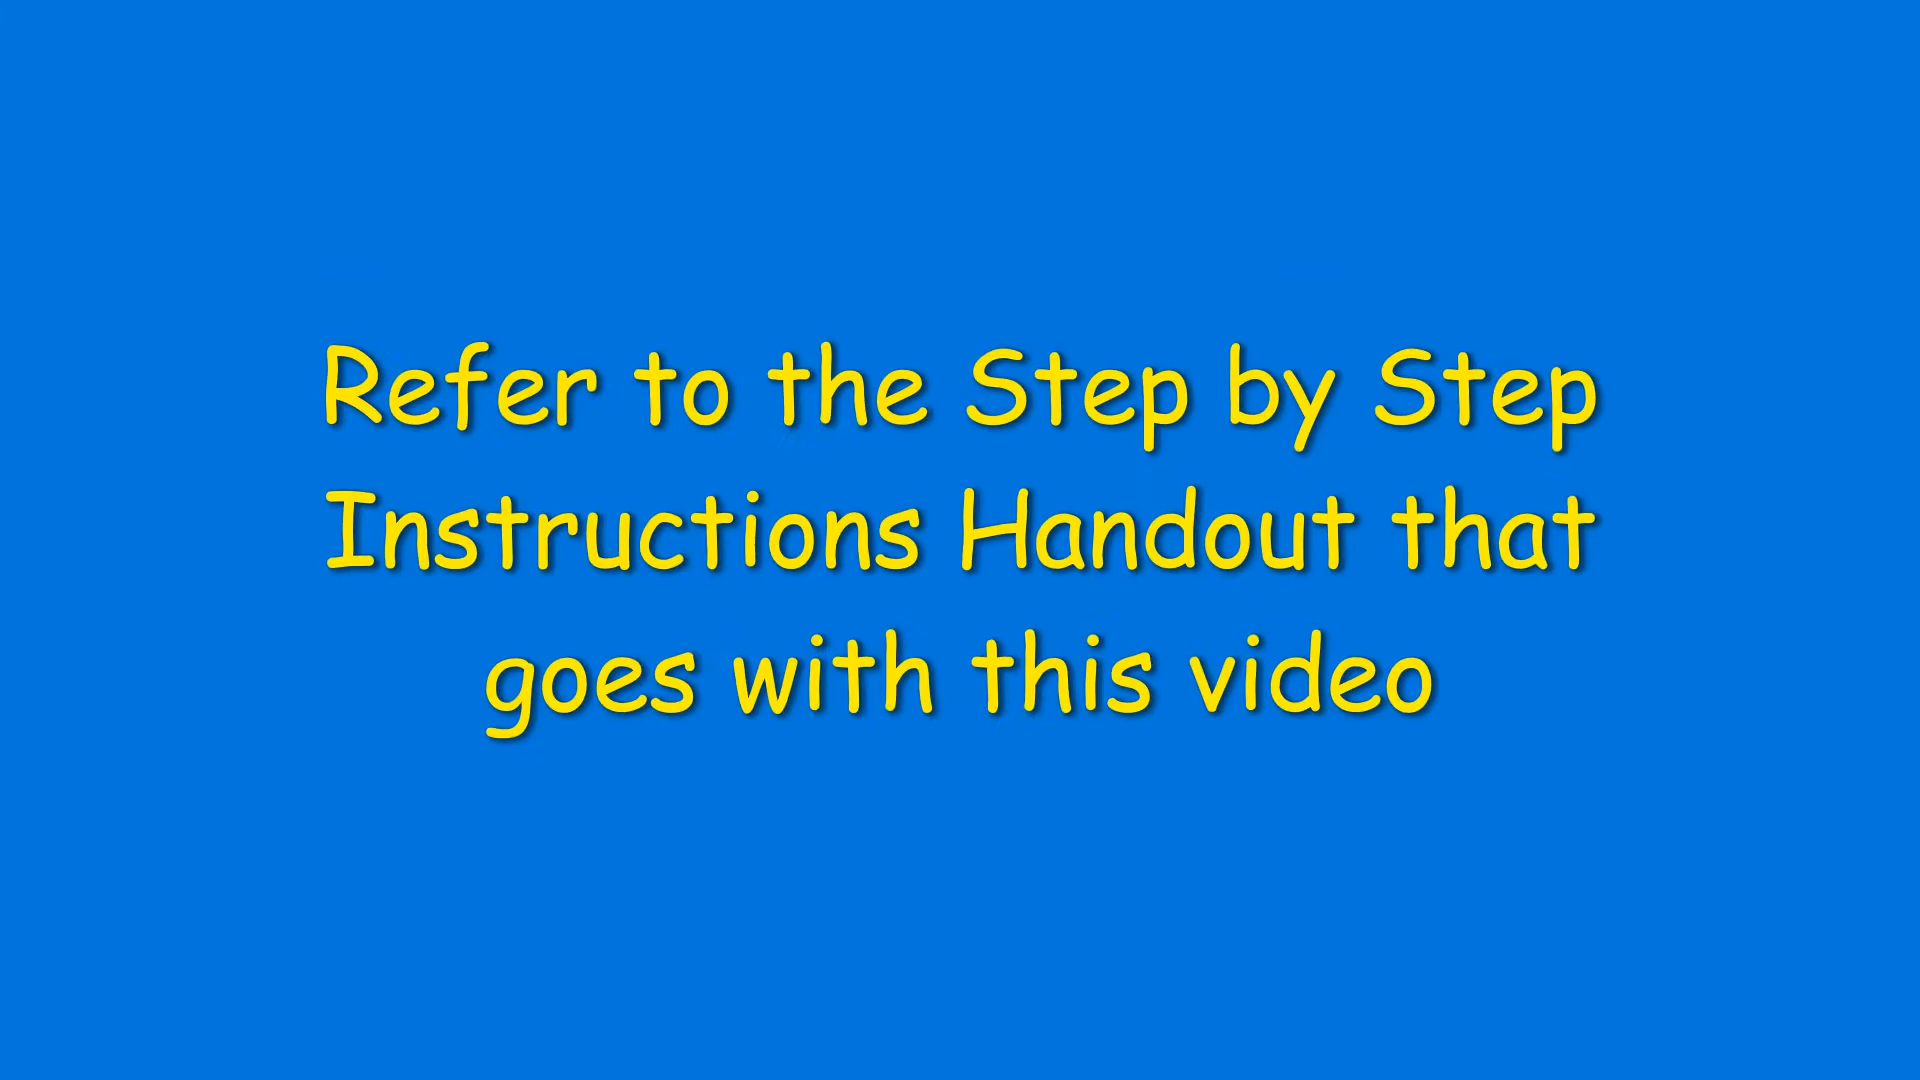 Refer to the Step by Step
Instructions Handout that
goes with this video